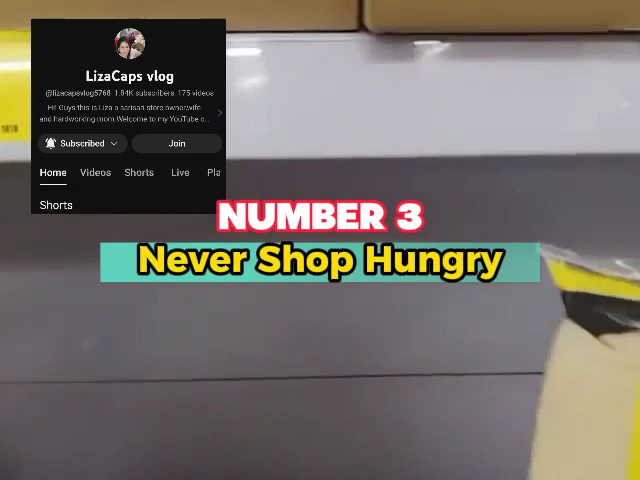 LizaCaps vlog
@lizacapsvlog5768 1.84K subscribers 175 videos
Hi! Guys this is Liza a sarisari store owner,wife
and hardworking mom,Welcome to my YouTube c...
Subscribed
Join
Home Videos Shorts Live Pla
Shorts
NUMBER 3
Never Shop Hungry